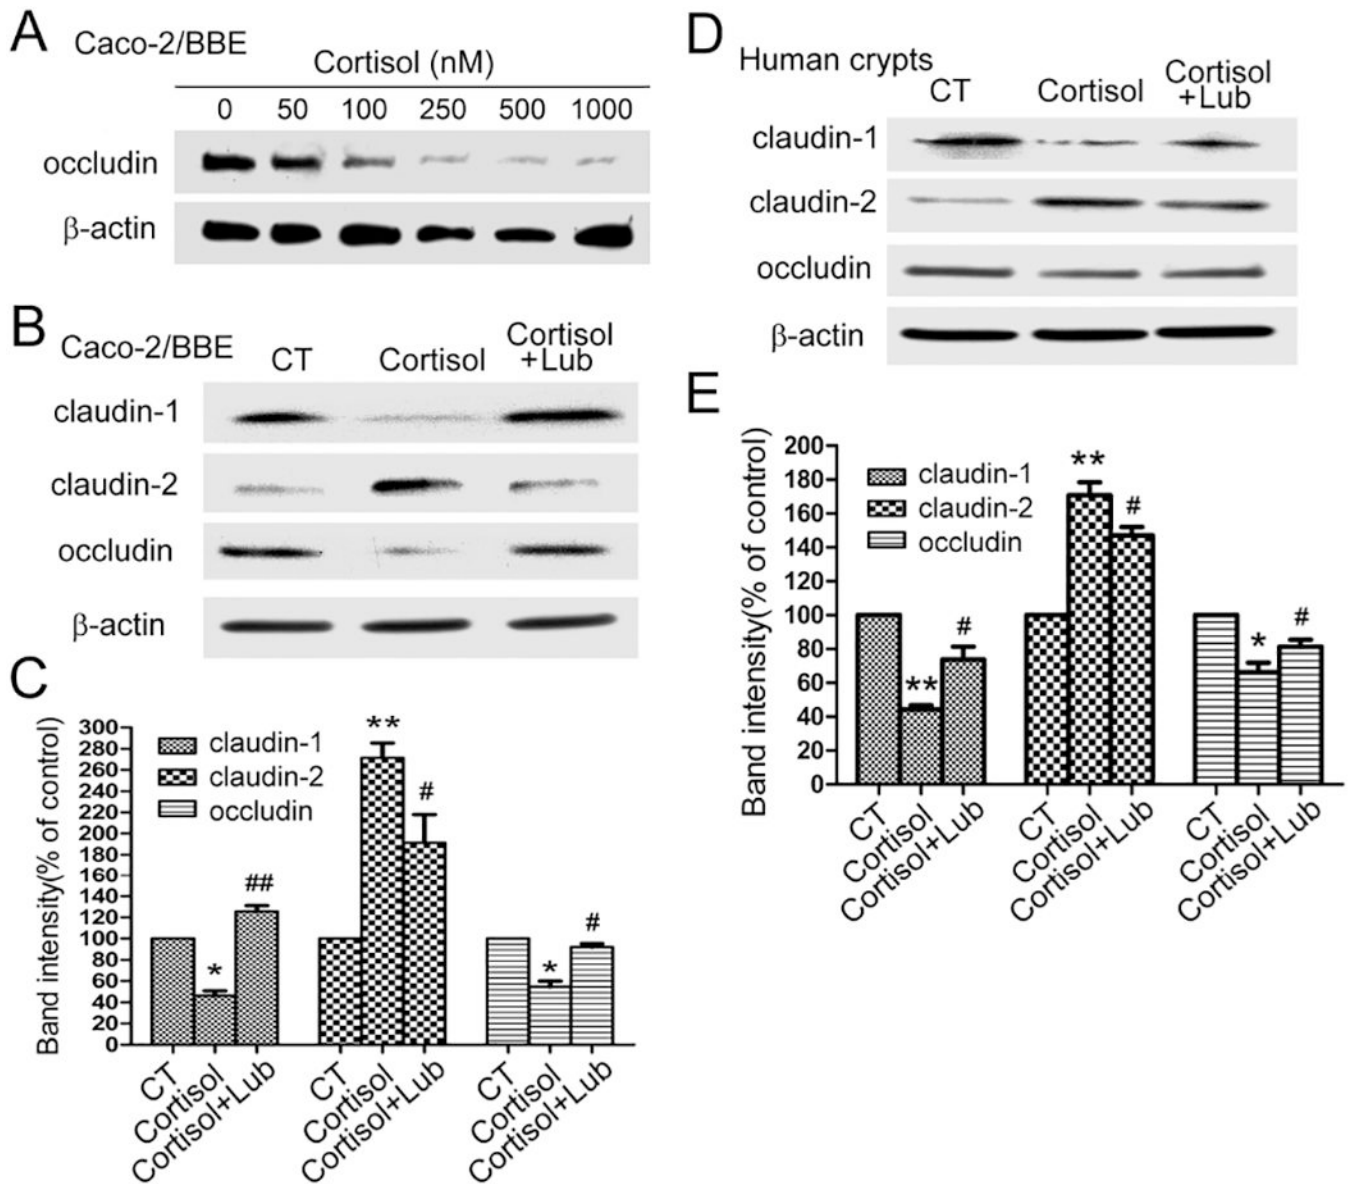 A
Caco-2/BBE
Cortisol (nM)
0 50 100 250 500 1000
occludin
β-actin
B
Caco-2/BBE
CT Cortisol Cortisol
+Lub
claudin-1
claudin-2
occludin
β-actin
C
Band intensity(% of control)
300
280
260
240
220
200
180
160
140
120
100
80
60
40
20
0
claudin-1
claudin-2
occludin
* ## ** # * #
CT Cortisol Cortisol+Lub CT Cortisol Cortisol+Lub CT Cortisol Cortisol+Lub
D
Human crypts
CT Cortisol Cortisol
+Lub
claudin-1
claudin-2
occludin
β-actin
E
Band intensity(% of control)
200
180
160
140
120
100
80
60
40
20
0
claudin-1
claudin-2
occludin
** # ** # * #
CT Cortisol Cortisol+Lub CT Cortisol Cortisol+Lub CT Cortisol Cortisol+Lub